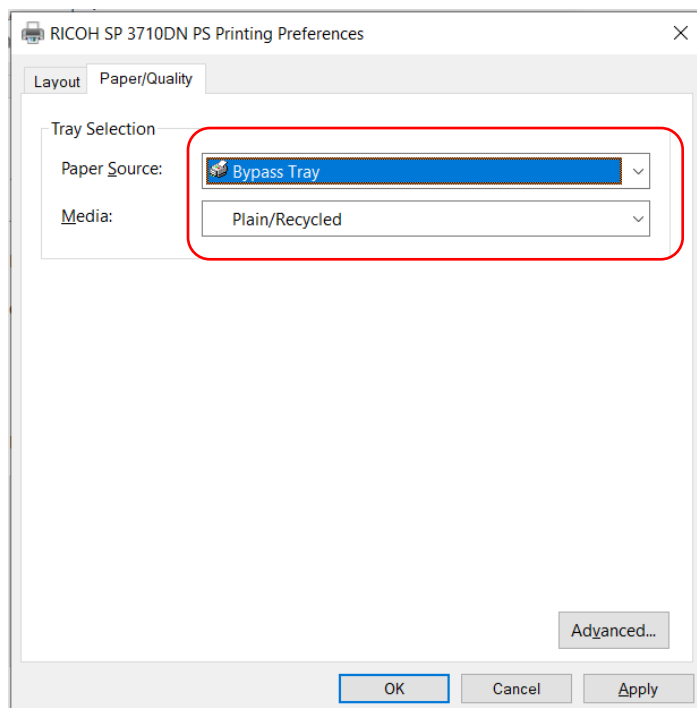 RICOH SP 3710DN PS Printing Preferences
Layout Paper/Quality
Tray Selection
Paper Source: Bypass Tray
Media: Plain/Recycled
Advanced...
OK Cancel Apply